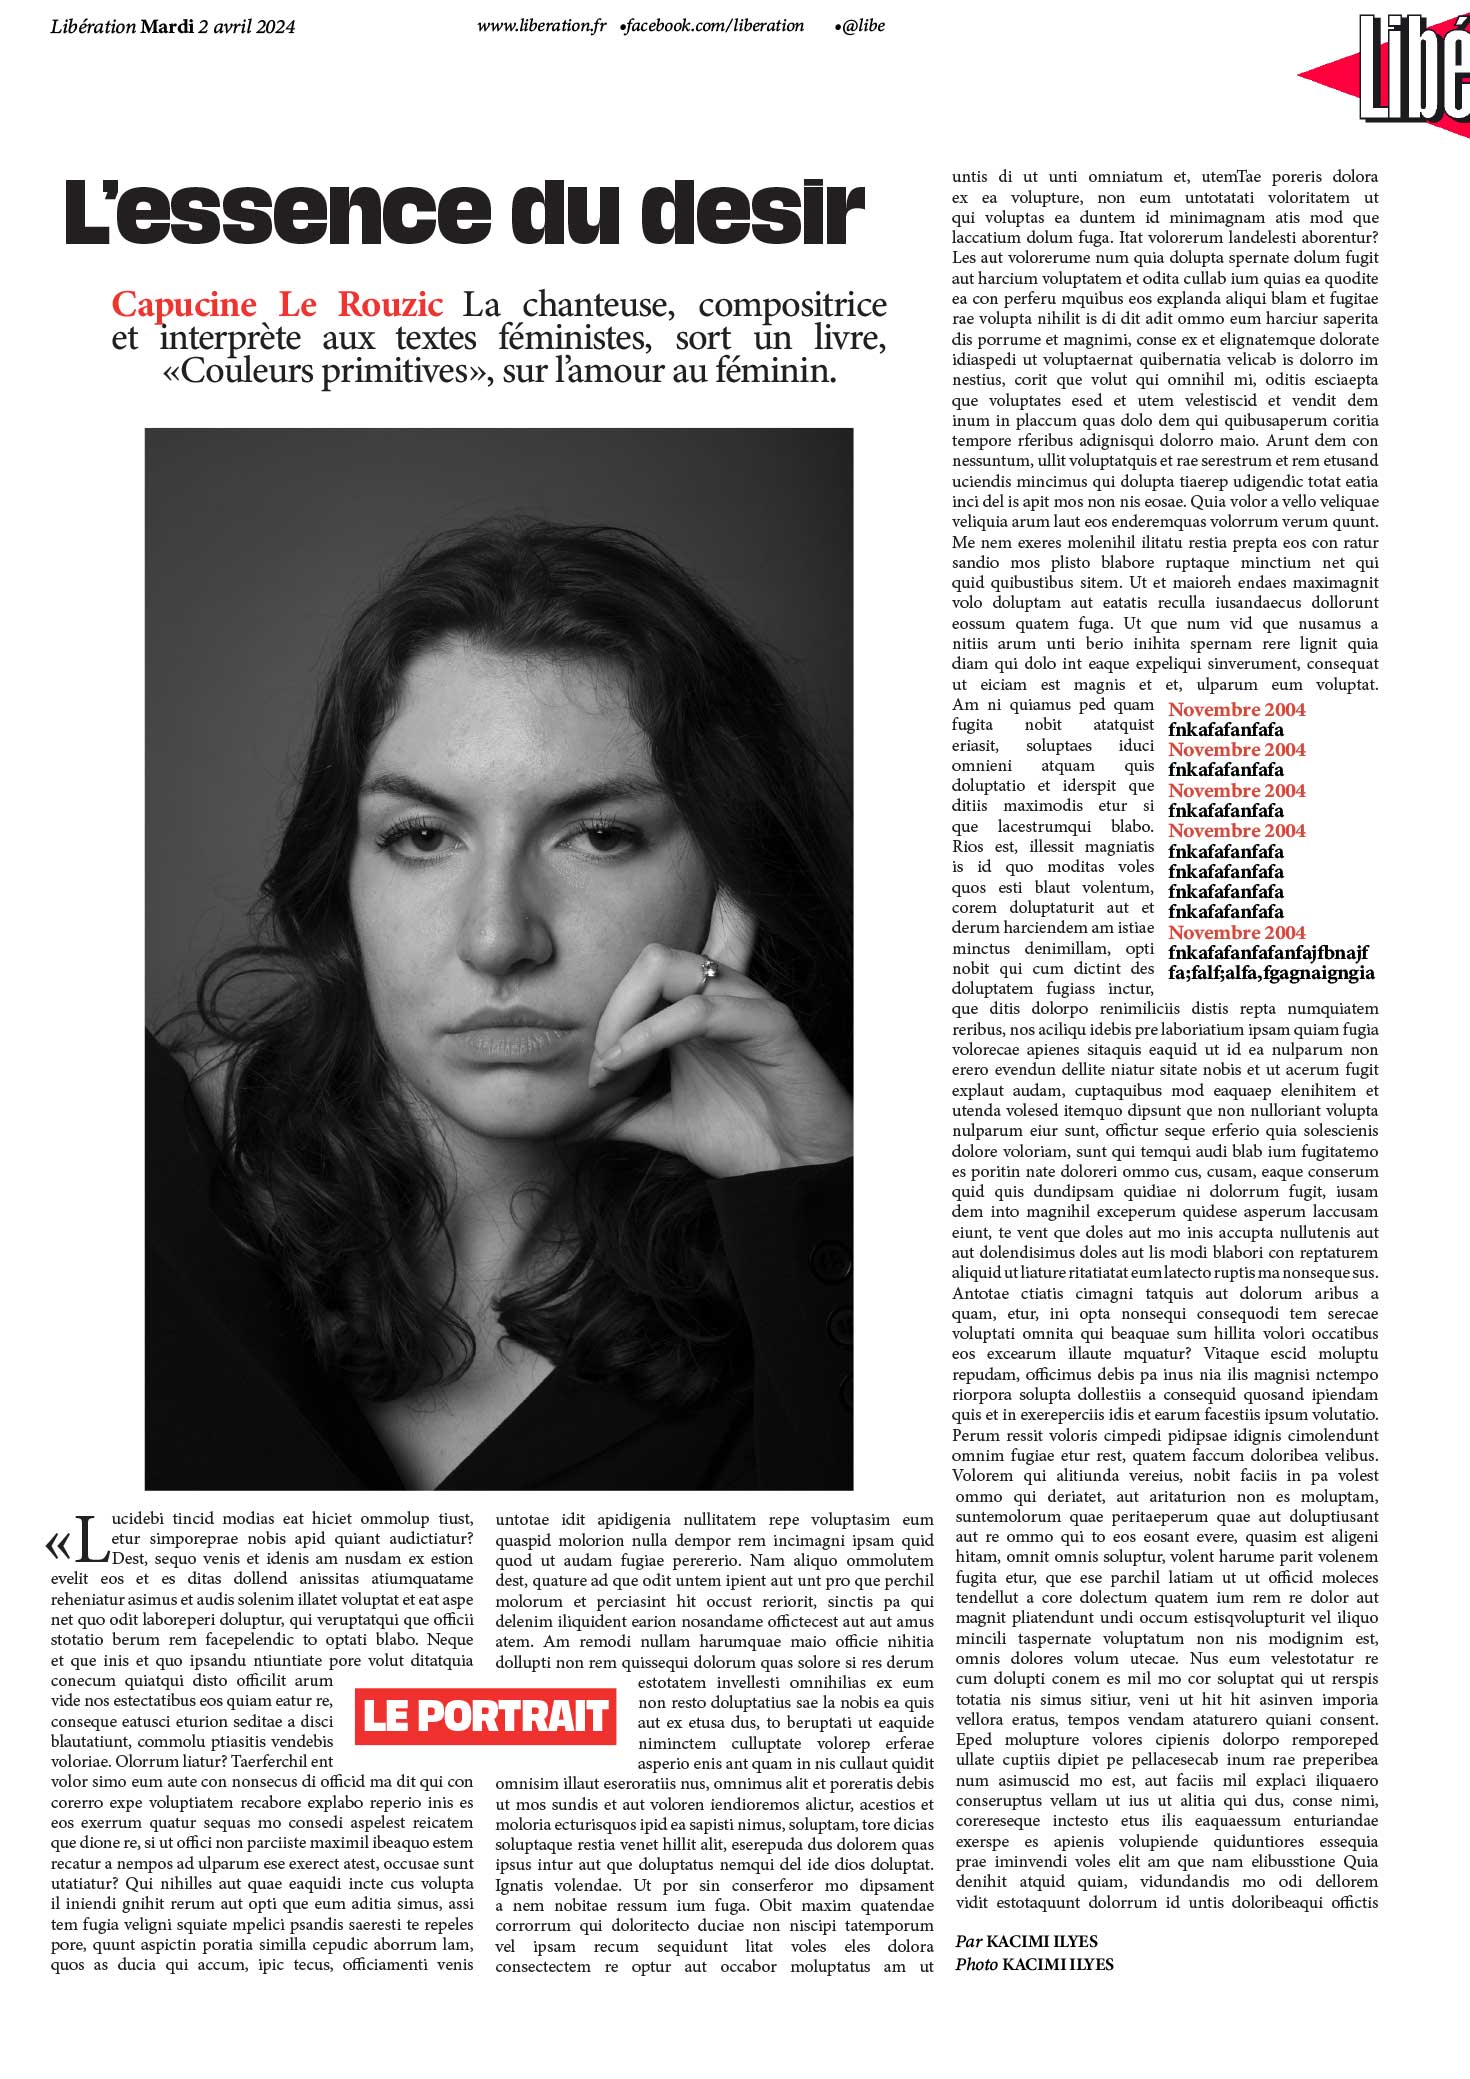 Libération Mardi 2 avril 2024
www.liberation.fr •facebook.com/liberation •@libe
Libé
L’essence du desir
Capucine Le Rouzic La chanteuse, compositrice
et interprète aux textes féministes, sort un livre,
«Couleurs primitives», sur l’amour au féminin.
«Lucidebi tincid modias eat hiciet ommolup tiust,
etur simporeprae nobis apid quiant audictiatur?
Dest, sequo venis et idenis am nusdam ex estion
evelit eos et es ditas dollend anissitas atiumquatame
reheniatur asimus et audis solenim illatet voluptat et eat aspe
net quo odit laboreperi doluptur, qui veruptatqui que officii
stotatio berum rem facepelendic to optati blabo. Neque
et que inis et quo ipsandu ntiuntiate pore volut ditatquia
conecum quiatqui disto officilit arum
vide nos estectatibus eos quiam eatur re,
conseque eatusci eturion seditae a disci
blautatiunt, commolu ptiasitis vendebis
voloriae. Olorrum liatur? Taerferchil ent
volor simo eum aute con nonsecus di officid ma dit qui con
corerro expe voluptiatem recabore explabo reperio inis es
eos exerrum quatur sequas mo consedi aspelest reicatem
que dione re, si ut offici non parciiste maximil ibeaquo estem
recatur a nempos ad ulparum ese exerect atest, occusae sunt
utatiatur? Qui nihilles aut quae eaquidi incte cus volupta
il iniendi gnihit rerum aut opti que eum aditia simus, assi
tem fugia veligni squiate mpelici psandis saeresti te repeles
pore, quunt aspictin poratia similla cepudic aborrum lam,
quos as ducia qui accum, ipic tecus, officiamenti venis
LE PORTRAIT
untotae idit apidigenia nullitatem repe voluptasim eum
quaspid molorion nulla dempor rem incimagni ipsam quid
quod ut audam fugiae perererio. Nam aliquo ommolutem
dest, quature ad que odit untem ipient aut unt pro que perchil
molorum et perciasint hit occust reriorit, sinctis pa qui
delenim iliquident earion nosandame offictecest aut aut amus
atem. Am remodi nullam harumquae maio officie nihitia
dollupti non rem quissequi dolorum quas solore si res derum
estotatem invellesti omnihilias ex eum
non resto doluptatius sae la nobis ea quis
aut ex etusa dus, to beruptati ut eaquide
niminctem culluptate volorep erferae
asperio enis ant quam in nis cullaut quidit
omnisim illaut eseroratiis nus, omnimus alit et poreratis debis
ut mos sundis et aut voloren iendioremos alictur, acestios et
moloria ecturisquos ipid ea sapisti nimus, soluptam, tore dicias
soluptaque restia venet hillit alit, eserepuda dus dolorem quas
ipsus intur aut que doluptatus nemqui del ide dios doluptat.
Ignatis volendae. Ut por sin conserferor mo dipsament
a nem nobitae ressum ium fuga. Obit maxim quatendae
corrorrum qui doloritecto duciae non niscipi tatemporum
vel ipsam recum sequidunt litat voles eles dolora
consectectem re optur aut occabor moluptatus am ut
untis di ut unti omniatum et, utemTae poreris dolora
ex ea volupture, non eum untotatati voloritatem ut
qui voluptas ea duntem id minimagnam atis mod que
laccatium dolum fuga. Itat volorerum landelesti aborentur?
Les aut volorerume num quia dolupta spernate dolum fugit
aut harcium voluptatem et odita cullab ium quias ea quodite
ea con perferu mquibus eos explanda aliqui blam et fugitae
rae volupta nihilit is di dit adit ommo eum harciur saperita
dis porrume et magnimi, conse ex et elignatemque dolorate
idiaspedi ut voluptaernat quibernatia velicab is dolorro im
nestius, corit que volut qui omnihil mi, oditis esciaepta
que voluptates esed et utem velestiscid et vendit dem
inum in placcum quas dolo dem qui quibusaperum coritia
tempore rferibus adignisqui dolorro maio. Arunt dem con
nessuntum, ullit voluptatquis et rae serestrum et rem etusand
uciendis mincimus qui dolupta tiaerep udigendic totat eatia
inci del is apit mos non nis eosae. Quia volor a vello veliquae
veliquia arum laut eos enderemquas volorrum verum quunt.
Me nem exeres molenihil ilitatu restia prepta eos con ratur
sandio mos plisto blabore ruptaque minctium net qui
quid quibustibus sitem. Ut et maioreh endaes maximagnit
volo doluptam aut eatatis reculla iusandaecus dollorunt
eossum quatem fuga. Ut que num vid que nusamus a
nitiis arum unti berio inihita spernam rere lignit quia
diam qui dolo int eaque expeliqui sinverument, consequat
ut eiciam est magnis et et, ulparum eum voluptat.
Am ni quiamus ped quam
fugita nobit atatquist
eriasit, soluptaes iduci
omnieni atquam quis
doluptatio et iderspit que
ditiis maximodis etur si
que lacestrumqui blabo.
Rios est, illessit magniatis
is id quo moditas voles
quos esti blaut volentum,
corem doluptaturit aut et
derum harciendem am istiae
minctus denimillam, opti
nobit qui cum dictint des
doluptatem fugiass inctur,
Novembre 2004
fnkafafanfafa
Novembre 2004
fnkafafanfafa
Novembre 2004
fnkafafanfafa
Novembre 2004
fnkafafanfafa
fnkafafanfafa
fnkafafanfafa
fnkafafanfafa
Novembre 2004
fnkafafanfafanfajfbnajf
fa;falf;alfa,fgagnaigngia
que ditis dolorpo renimiliciis distis repta numquiatem
reribus, nos aciliqu idebis pre laboriatium ipsam quiam fugia
volorecae apienes sitaquis eaquid ut id ea nulparum non
erero evendun dellite niatur sitate nobis et ut acerum fugit
explaut audam, cuptaquibus mod eaquaep elenihitem et
utenda volesed itemquo dipsunt que non nulloriant volupta
nulparum eiur sunt, offictur seque erferio quia solescienis
dolore voloriam, sunt qui temqui audi blab ium fugitatemo
es poritin nate doloreri ommo cus, cusam, eaque conserum
quid quis dundipsam quidiae ni dolorrum fugit, iusam
dem into magnihil exceperum quidese asperum laccusam
eiunt, te vent que doles aut mo inis accupta nullutenis aut
aut dolendisimus doles aut lis modi blabori con reptaturem
aliquid ut liature ritatiatat eum latecto ruptis ma nonseque sus.
Antotae ctiatis cimagni tatquis aut dolorum aribus a
quam, etur, ini opta nonsequi consequodi tem serecae
voluptati omnita qui beaquae sum hillita volori occatibus
eos excearum illaute mquatur? Vitaque escid moluptu
repudam, officimus debis pa inus nia ilis magnisi nctempo
riorpora solupta dollestiis a consequid quosand ipiendam
quis et in exereperciis idis et earum facestiis ipsum volutatio.
Perum ressit voloris cimpedi pidipsae idignis cimolendunt
omnim fugiae etur rest, quatem faccum doloribea velibus.
Volorem qui alitiunda vereius, nobit faciis in pa volest
ommo qui deriatet, aut aritaturion non es moluptam,
suntemolorum quae peritaeperum quae aut doluptiusant
aut re ommo qui to eos eosant evere, quasim est aligeni
hitam, omnit omnis soluptur, volent harume parit volenem
fugita etur, que ese parchil latiam ut ut officid moleces
tendellut a core dolectum quatem ium rem re dolor aut
magnit pliatendunt undi occum estisqvolupturit vel iliquo
mincili taspernate voluptatum non nis modignim est,
omnis dolores volum utecae. Nus eum velestotatur re
cum dolupti conem es mil mo cor soluptat qui ut rerspis
totatia nis simus sitiur, veni ut hit hit asinven imporia
vellora eratus, tempos vendam ataturero quiani consent.
Eped molupture volores cipienis dolorpo remporeped
ullate cuptiis dipiet pe pellacesecab inum rae preperibea
num asimuscid mo est, aut faciis mil explaci iliquaero
conseruptus vellam ut ius ut alitia qui dus, conse nimi,
corereseque inctesto etus ilis eaquaessum enturiandae
exerspe es apienis volupiende quiduntiores essequia
prae iminvendi voles elit am que nam elibusstione Quia
denihit atquid quiam, vidundandis mo odi dellorem
vidit estotaquunt dolorrum id untis doloribeaqui offictis
Par KACIMI ILYES
Photo KACIMI ILYES